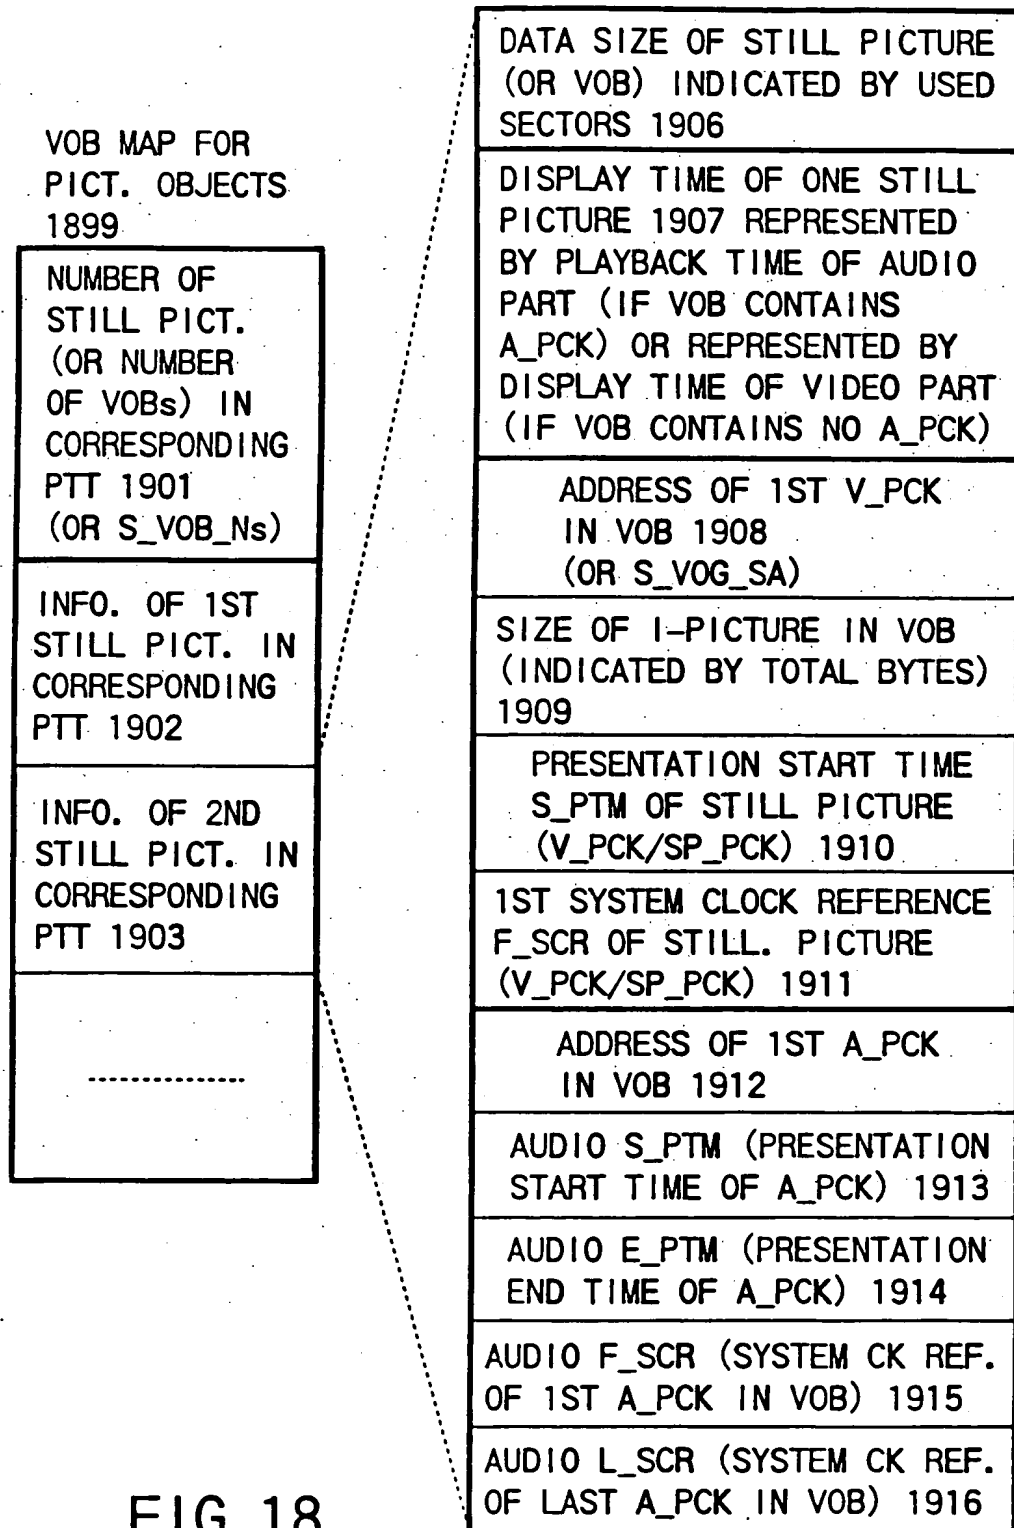 VOB MAP FOR
PICT. OBJECTS
1899
NUMBER OF
STILL PICT.
(OR NUMBER
OF VOBs) IN
CORRESPONDING
PTT 1901
(OR S_VOB_Ns)
INFO. OF 1ST
STILL PICT. IN
CORRESPONDING
PTT 1902
INFO. OF 2ND
STILL PICT. IN
CORRESPONDING
PTT 1903
DATA SIZE OF STILL PICTURE
(OR VOB) INDICATED BY USED
SECTORS 1906
DISPLAY TIME OF ONE STILL
PICTURE 1907 REPRESENTED
BY PLAYBACK TIME OF AUDIO
PART (IF VOB CONTAINS
A_PCK) OR REPRESENTED BY
DISPLAY TIME OF VIDEO PART
(IF VOB CONTAINS NO A_PCK)
ADDRESS OF 1ST V_PCK
IN VOB 1908
(OR S_VOG_SA)
SIZE OF I-PICTURE IN VOB
(INDICATED BY TOTAL BYTES)
1909
PRESENTATION START TIME
S_PTM OF STILL PICTURE
(V_PCK/SP_PCK) 1910
1ST SYSTEM CLOCK REFERENCE
F_SCR OF STILL. PICTURE
(V_PCK/SP_PCK) 1911
ADDRESS OF 1ST A_PCK
IN VOB 1912
AUDIO S_PTM (PRESENTATION
START TIME OF A_PCK) 1913
AUDIO E_PTM (PRESENTATION
END TIME OF A_PCK) 1914
AUDIO F_SCR (SYSTEM CK REF.
OF 1ST A_PCK IN VOB) 1915
AUDIO L_SCR (SYSTEM CK REF.
OF LAST A_PCK IN VOB) 1916
FIG. 18